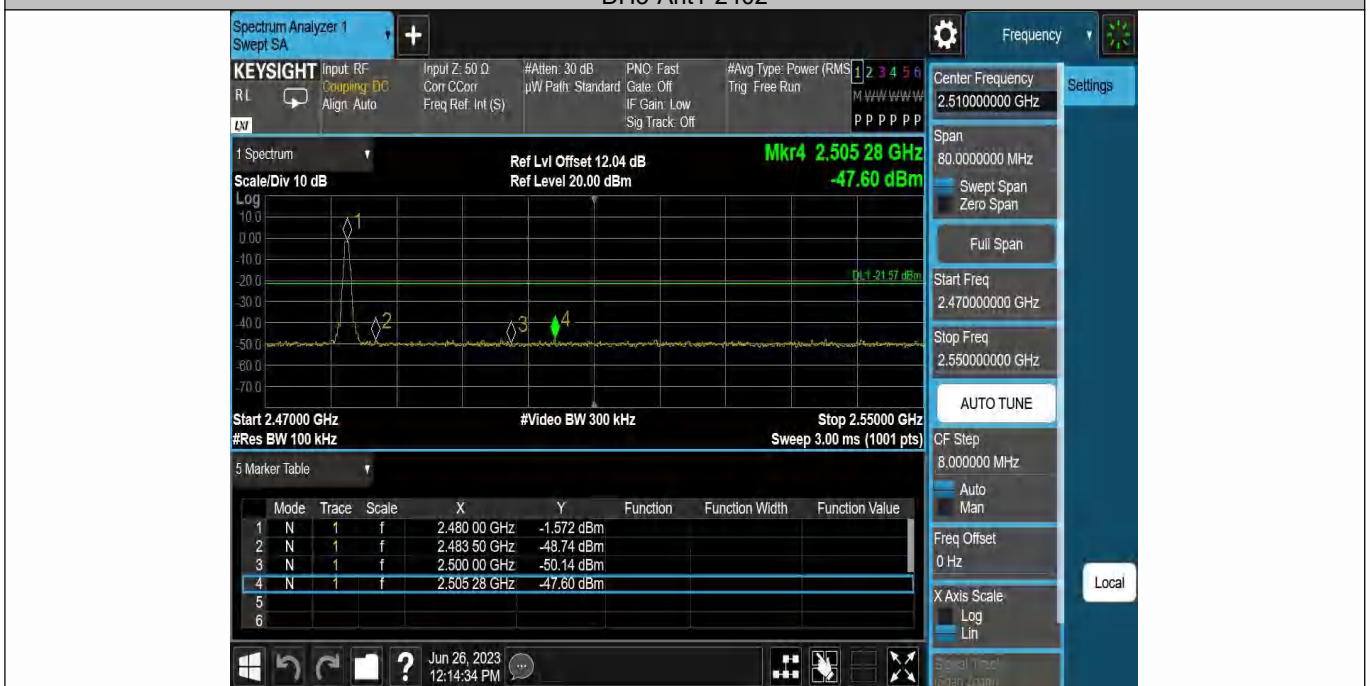 Spectrum Analyzer 1
Swept SA
+
Frequency
KEYSIGHT
RL
LXI
Input: RF
Coupling: DC
Align: Auto
Input Z: 50 Ω
Corr CCorr
Freq Ref: Int (S)
#Atten: 30 dB
µW Path: Standard
PNO: Fast
Gate: Off
IF Gain: Low
Sig Track: Off
#Avg Type: Power (RMS
Trig: Free Run
1 2 3 4 5 6
M W W W W W
P P P P P P
1 Spectrum
Scale/Div 10 dB
Ref Lvl Offset 12.04 dB
Ref Level 20.00 dBm
Mkr4 2.505 28 GHz
-47.60 dBm
Log
10.0
0.00
-10.0
-20.0
-30.0
-40.0
-50.0
-60.0
-70.0
1
2
3
4
DL1 -21.57 dBm
Start 2.47000 GHz
#Res BW 100 kHz
#Video BW 300 kHz
Stop 2.55000 GHz
Sweep 3.00 ms (1001 pts)
5 Marker Table
Mode Trace Scale X Y Function Function Width Function Value
1 N 1 f 2.480 00 GHz -1.572 dBm
2 N 1 f 2.483 50 GHz -48.74 dBm
3 N 1 f 2.500 00 GHz -50.14 dBm
4 N 1 f 2.505 28 GHz -47.60 dBm
5
6
Jun 26, 2023
12:14:34 PM
?
Center Frequency
2.510000000 GHz
Settings
Span
80.0000000 MHz
Swept Span
Zero Span
Full Span
Start Freq
2.470000000 GHz
Stop Freq
2.550000000 GHz
AUTO TUNE
CF Step
8.000000 MHz
Auto
Man
Freq Offset
0 Hz
X Axis Scale
Log
Lin
Local